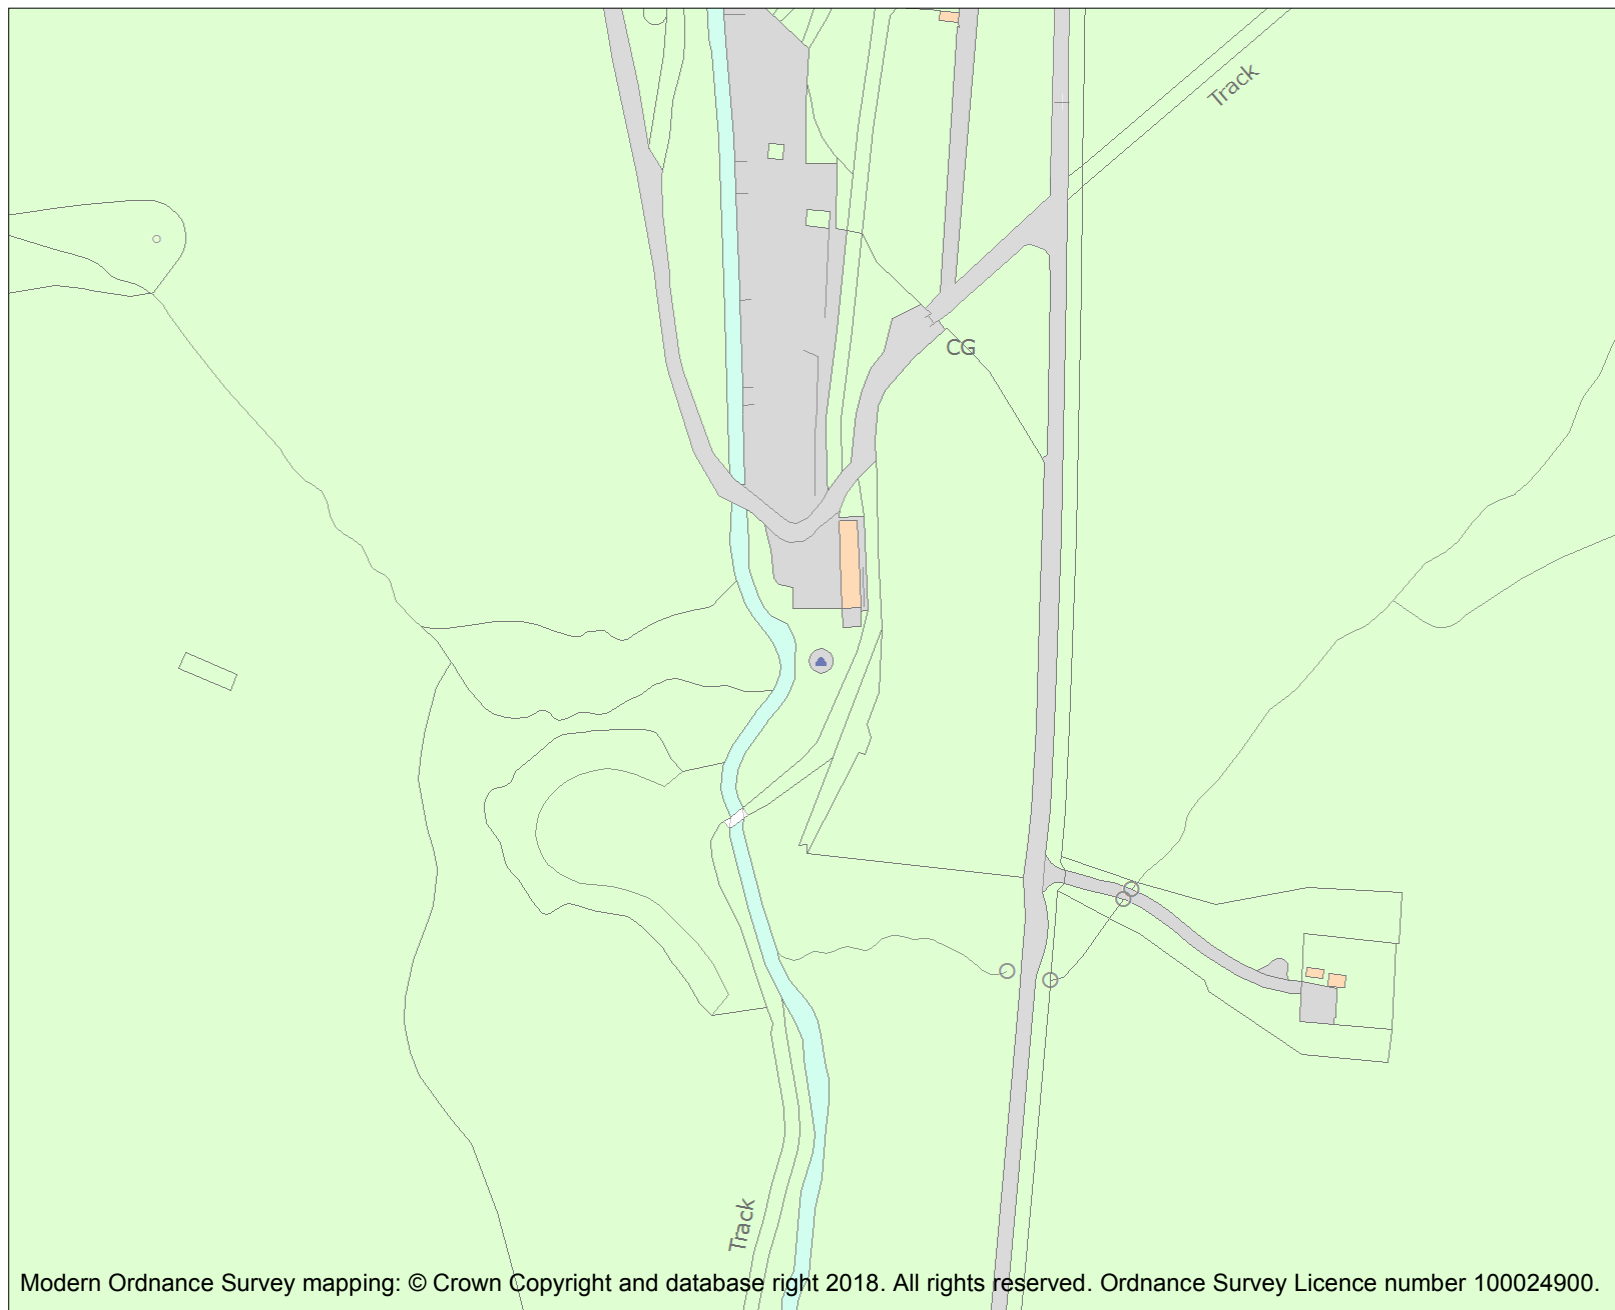 Track
CG
Track
Modern Ordnance Survey mapping: © Crown Copyright and database right 2018. All rights reserved. Ordnance Survey Licence number 100024900.